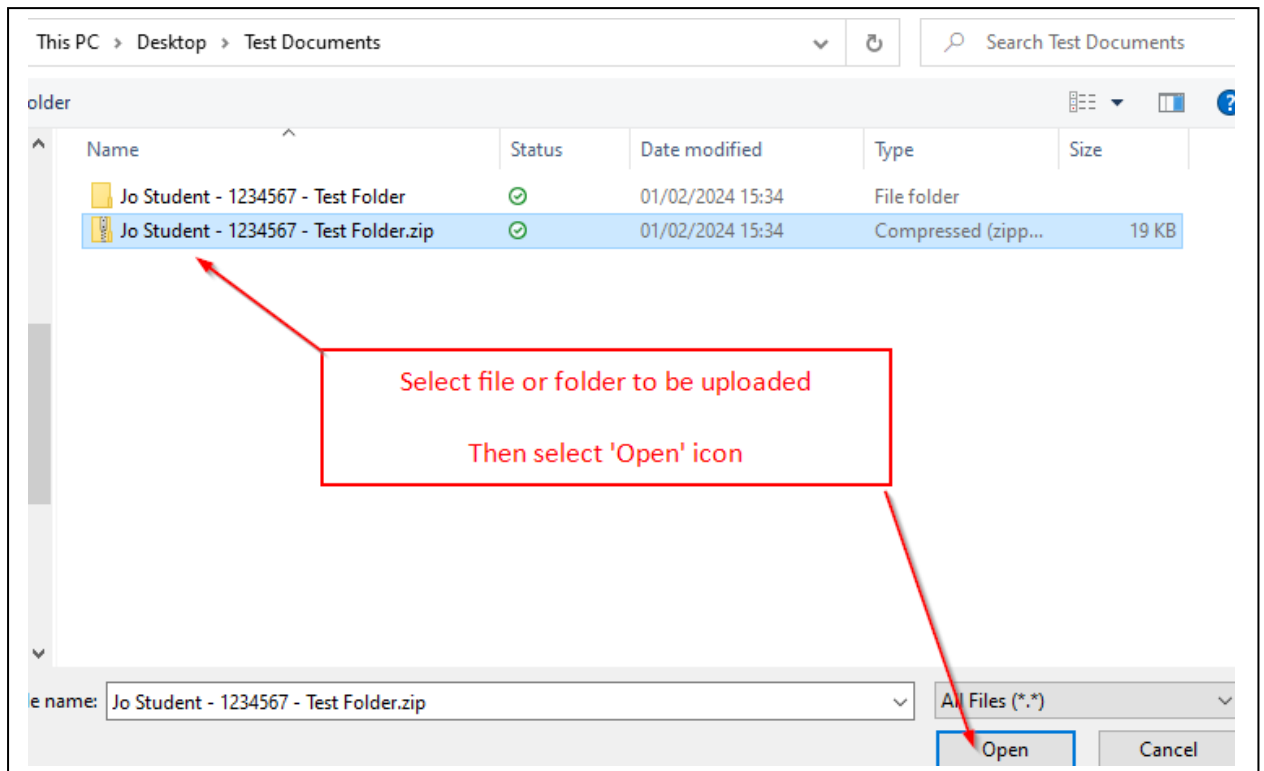 This PC > Desktop > Test Documents
Search Test Documents
older
?
Name
Status
Date modified
Type
Size
Jo Student - 1234567 - Test Folder
01/02/2024 15:34
File folder
Jo Student - 1234567 - Test Folder.zip
01/02/2024 15:34
Compressed (zipp...
19 KB
Select file or folder to be uploaded
Then select 'Open' icon
le name:
Jo Student - 1234567 - Test Folder.zip
All Files (*.*)
Open
Cancel